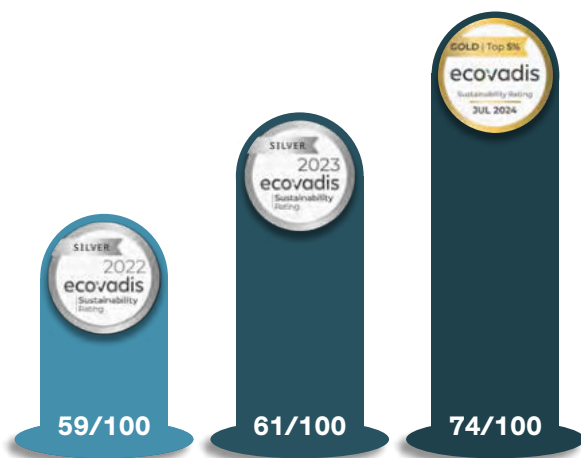 SILVER
2022
ecovadis
Sustainability
Rating
59/100
SILVER
2023
ecovadis
Sustainability
Rating
61/100
GOLD | Top 5%
ecovadis
Sustainability Rating
JUL 2024
74/100